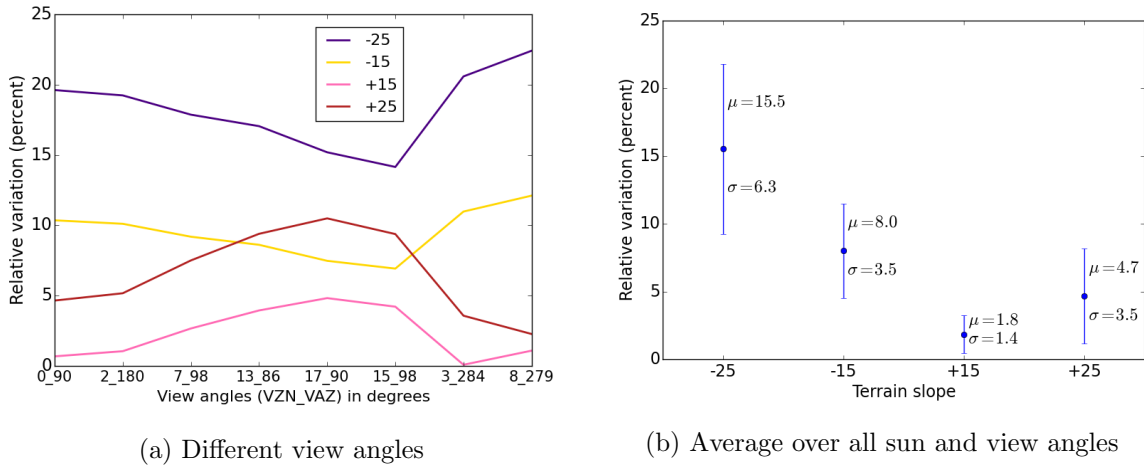 25
20
15
10
5
0
Relative variation (percent)
-25
-15
+15
+25
0_90 2_180 7_98 13_86 17_90 15_98 3_284 8_279
View angles (VZN_VAZ) in degrees
(a) Different view angles
25
20
15
10
5
0
Relative variation (percent)
μ=15.5
σ=6.3
μ=8.0
σ=3.5
μ=1.8
σ=1.4
μ=4.7
σ=3.5
-25 -15 +15 +25
Terrain slope
(b) Average over all sun and view angles